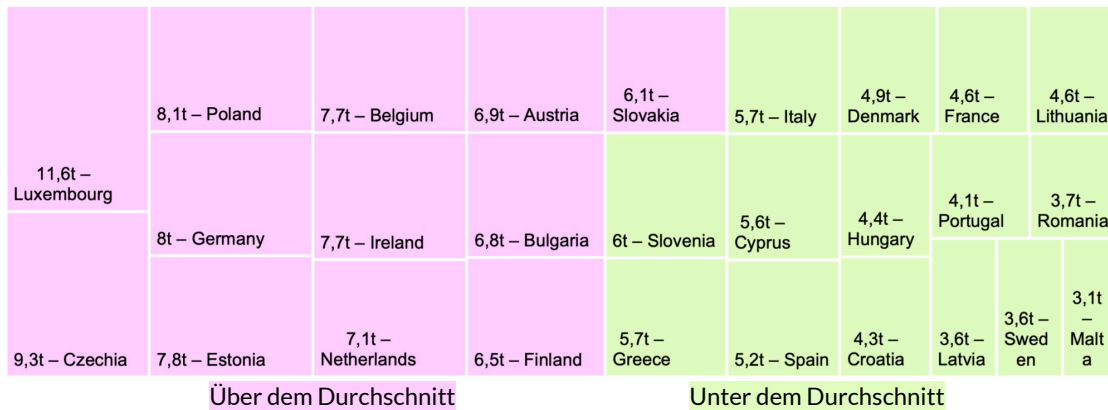 11,6t –
Luxembourg
9,3t – Czechia
8,1t – Poland
8t – Germany
7,8t – Estonia
7,7t – Belgium
7,7t – Ireland
7,1t –
Netherlands
6,9t – Austria
6,8t – Bulgaria
6,5t – Finland
6,1t –
Slovakia
6t – Slovenia
5,7t –
Greece
5,7t – Italy
5,6t –
Cyprus
5,2t – Spain
4,9t –
Denmark
4,6t –
France
4,6t –
Lithuania
4,4t –
Hungary
4,3t –
Croatia
4,1t –
Portugal
3,7t –
Romania
3,6t –
Latvia
3,6t –
Swed
en
3,1t
–
Malt
a
Über dem Durchschnitt
Unter dem Durchschnitt